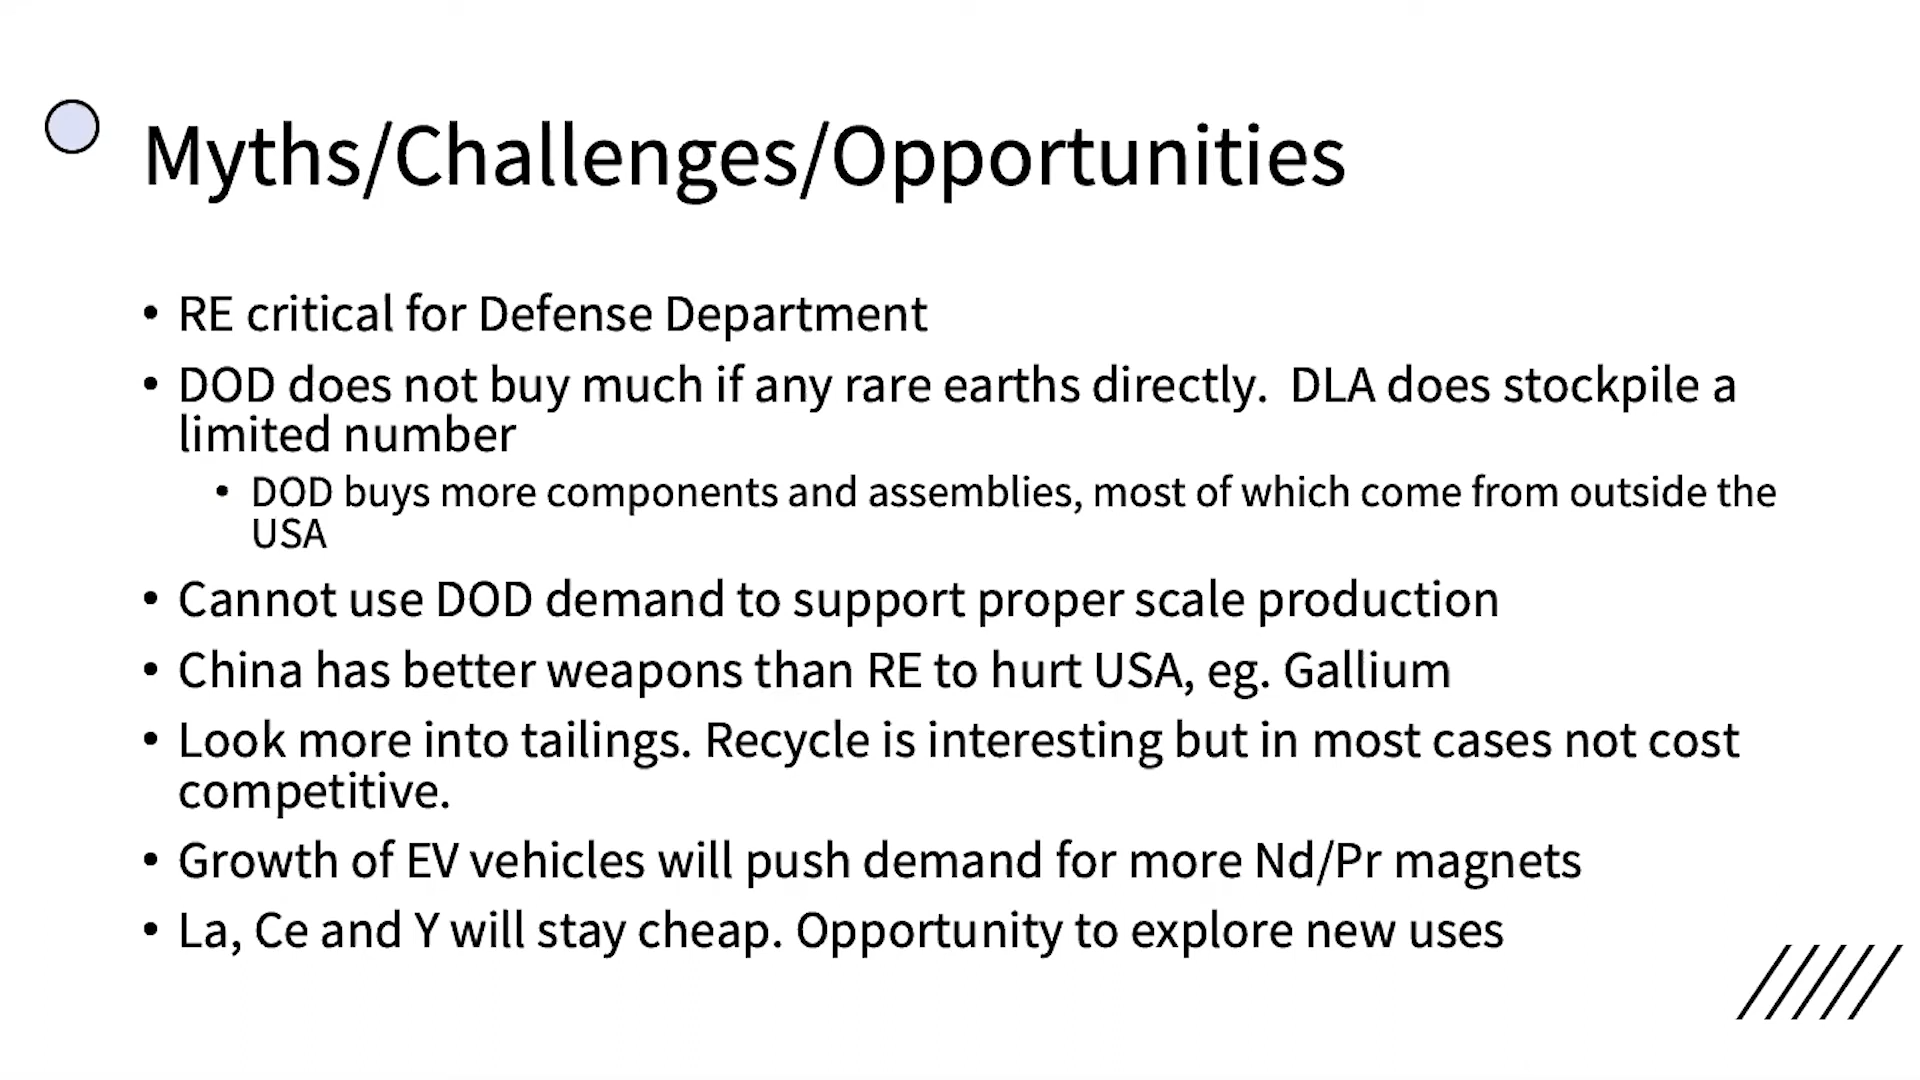 Myths/Challenges/Opportunities
• RE critical for Defense Department
• DOD does not buy much if any rare earths directly.  DLA does stockpile a
limited number
• DOD buys more components and assemblies, most of which come from outside the
USA
• Cannot use DOD demand to support proper scale production
• China has better weapons than RE to hurt USA, eg. Gallium
• Look more into tailings. Recycle is interesting but in most cases not cost
competitive.
• Growth of EV vehicles will push demand for more Nd/Pr magnets
• La, Ce and Y will stay cheap. Opportunity to explore new uses